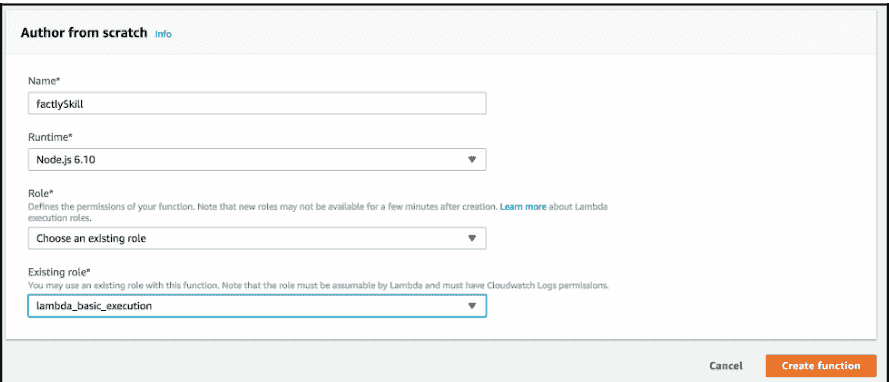 Author from scratch Info
Name*
factlySkill
Runtime*
Node.js 6.10
Role*
Defines the permissions of your function. Note that new roles may not be available for a few minutes after creation. Learn more about Lambda
execution roles.
Choose an existing role
Existing role*
You may use an existing role with this function. Note that the role must be assumable by Lambda and must have Cloudwatch Logs permissions.
lambda_basic_execution
Cancel Create function